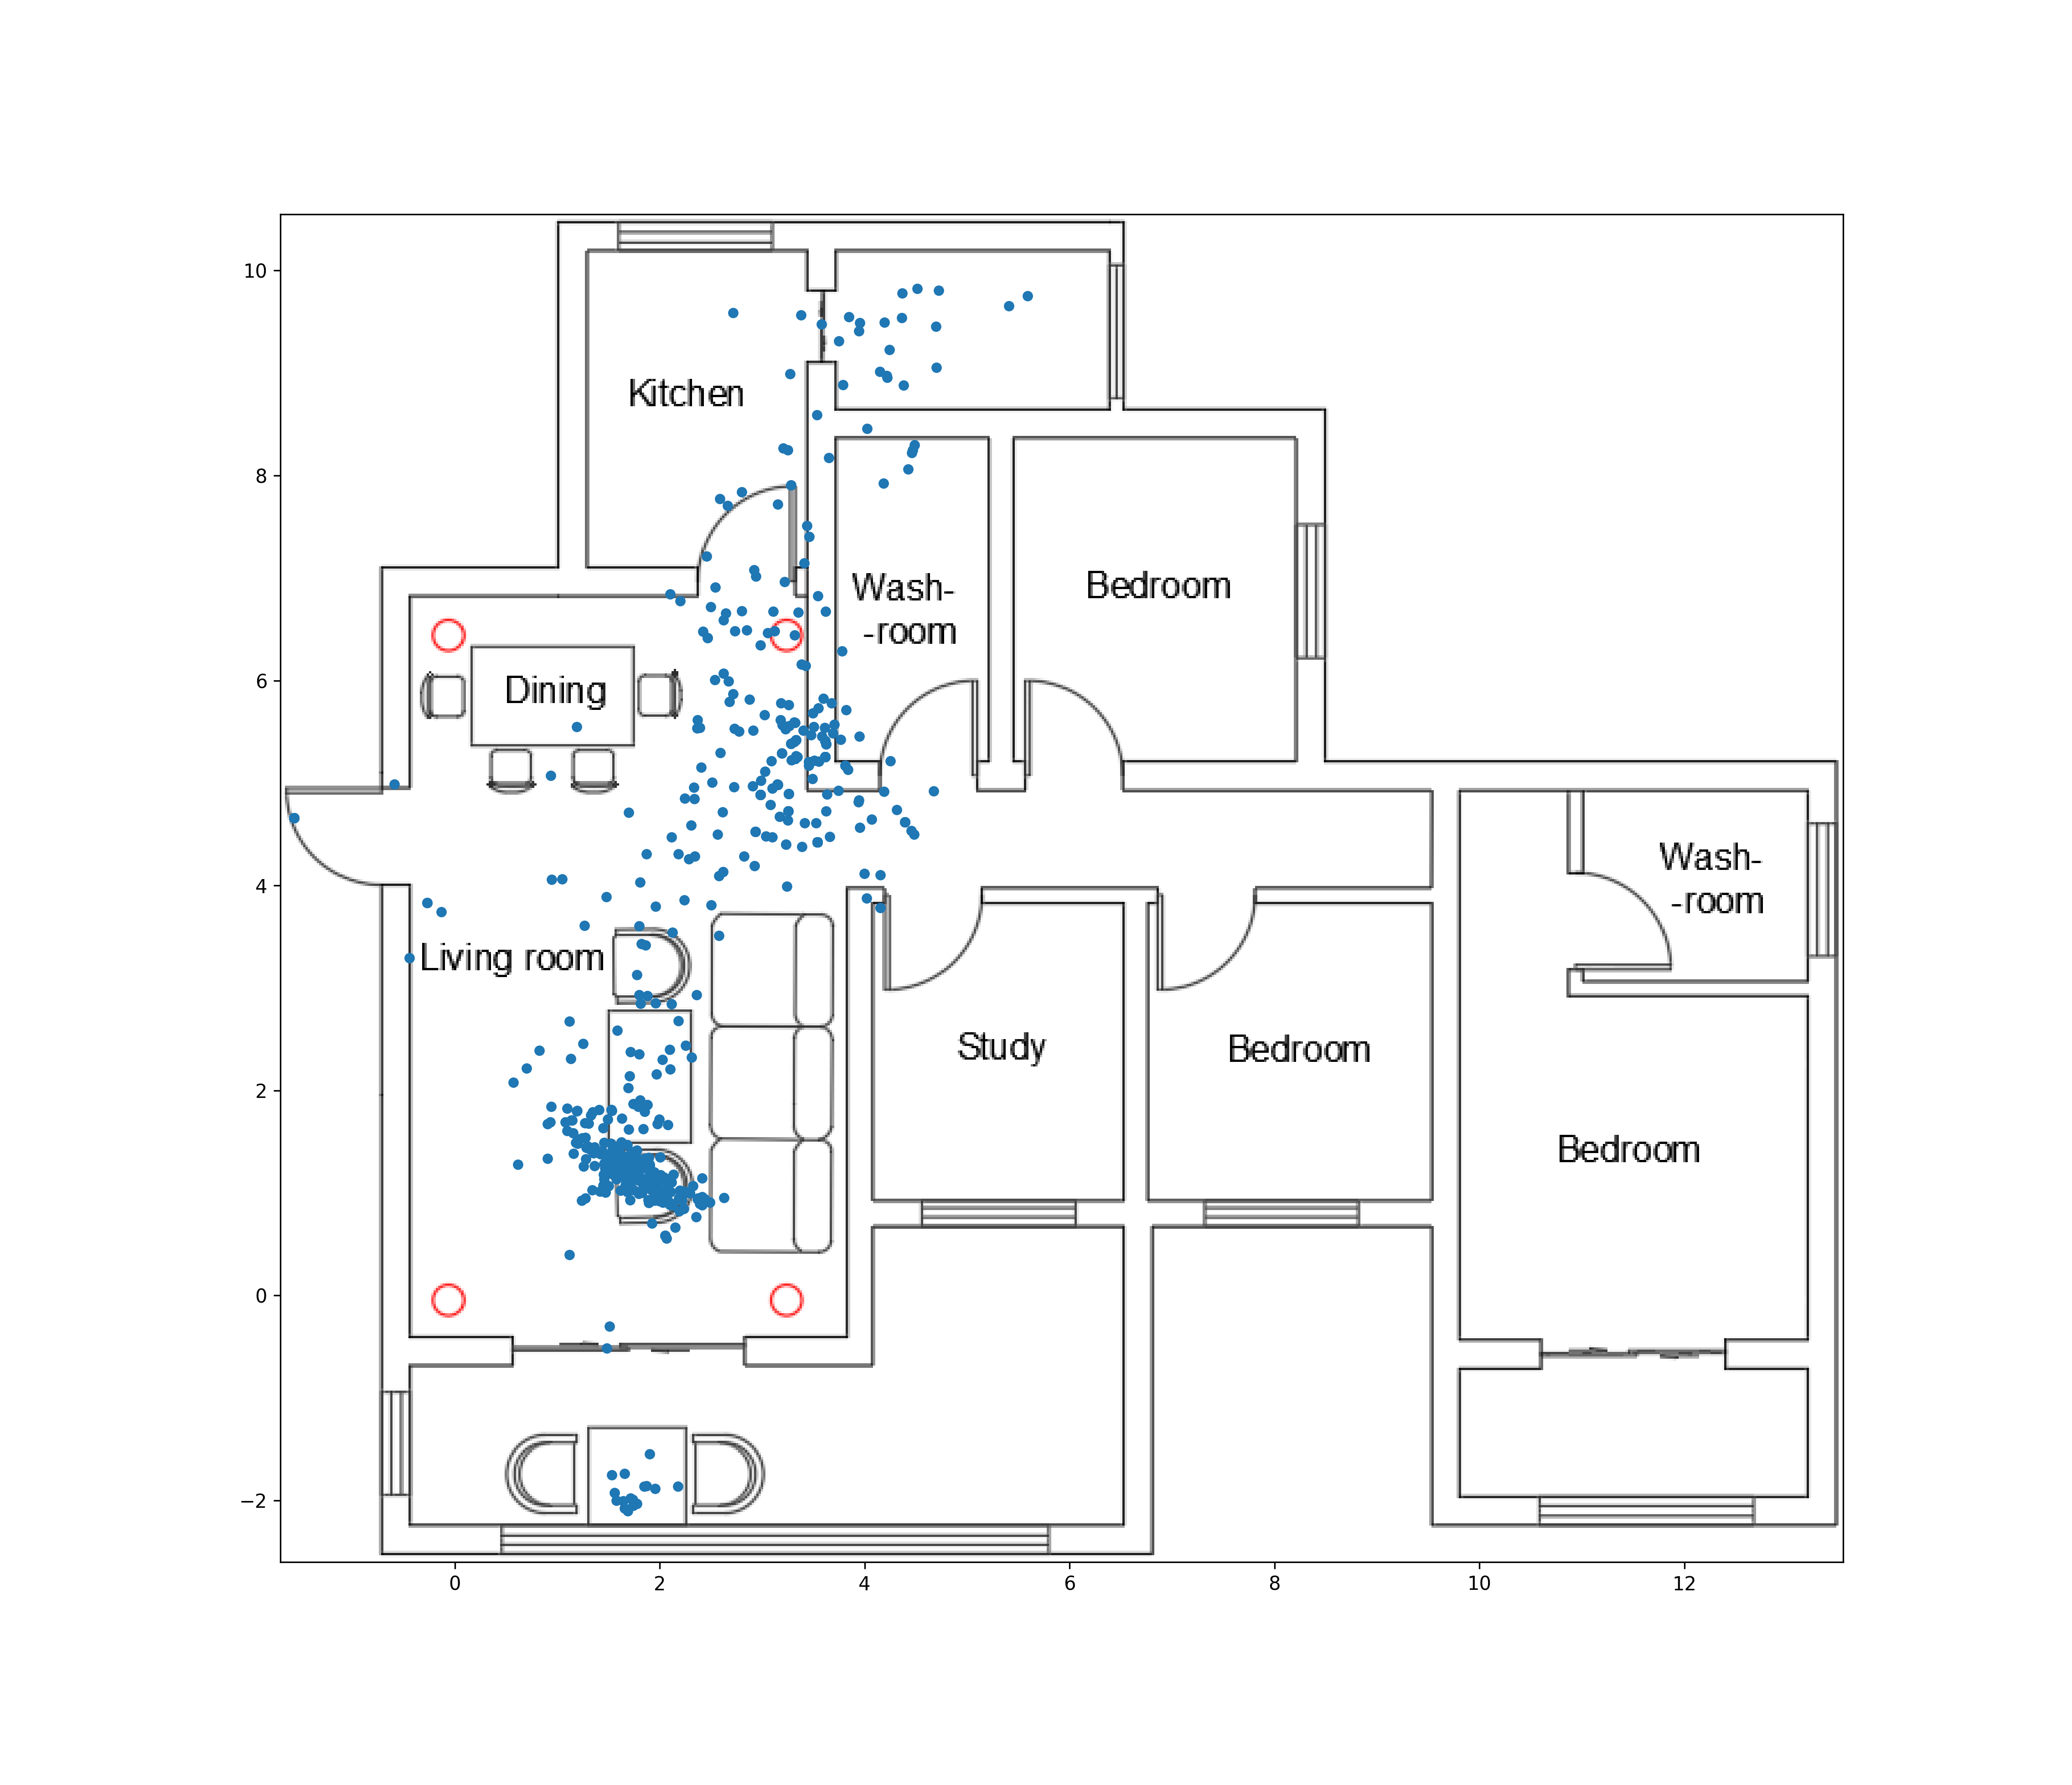 10
Kitchen
8
Wash-
-room
Bedroom
6
Dining
Wash-
-room
4
Living room
Study
Bedroom
2
Bedroom
0
−2
0 2 4 6 8 10 12